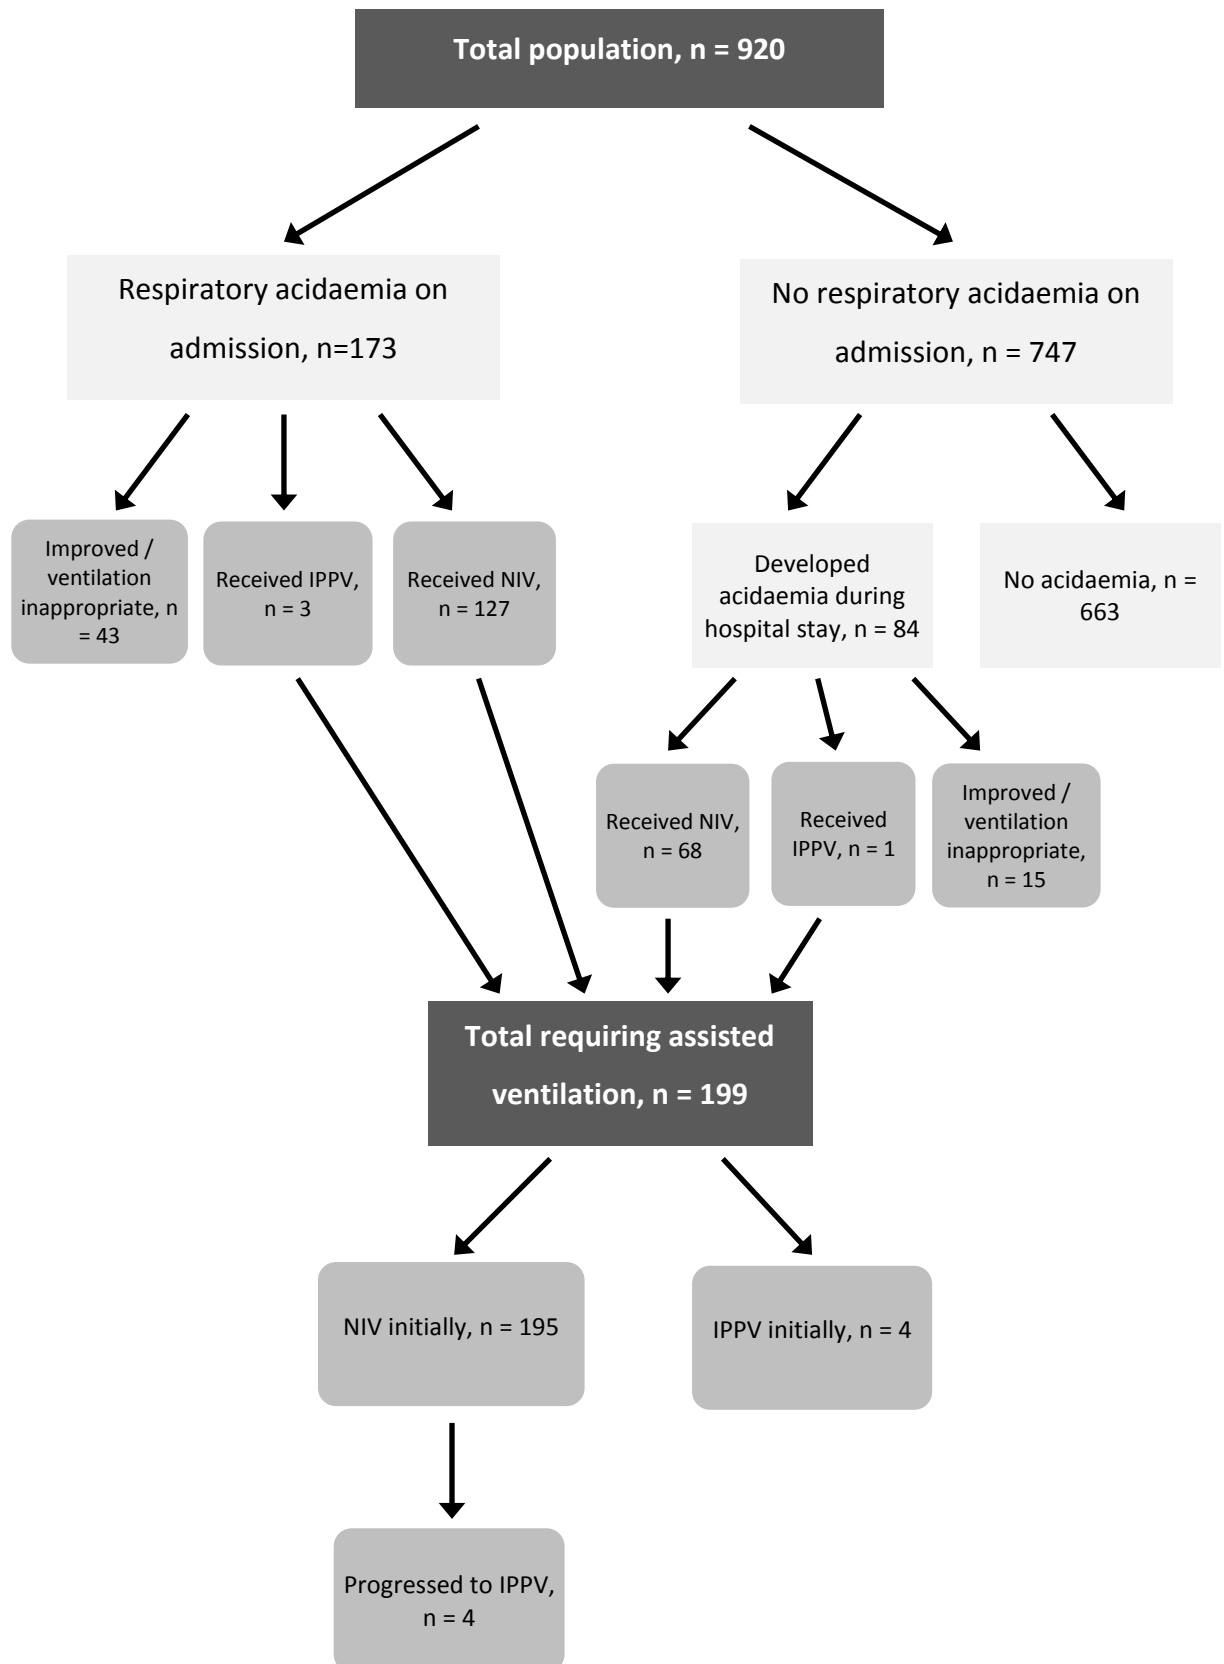 Total population, n = 920
Respiratory acidaemia on
admission, n=173
No respiratory acidaemia on
admission, n = 747
Improved /
ventilation
inappropriate, n
= 43
Received IPPV,
n = 3
Received NIV,
n = 127
Developed
acidaemia during
hospital stay, n = 84
No acidaemia, n =
663
Received NIV,
n = 68
Received
IPPV, n = 1
Improved /
ventilation
inappropriate,
n = 15
Total requiring assisted
ventilation, n = 199
NIV initially, n = 195
IPPV initially, n = 4
Progressed to IPPV,
n = 4